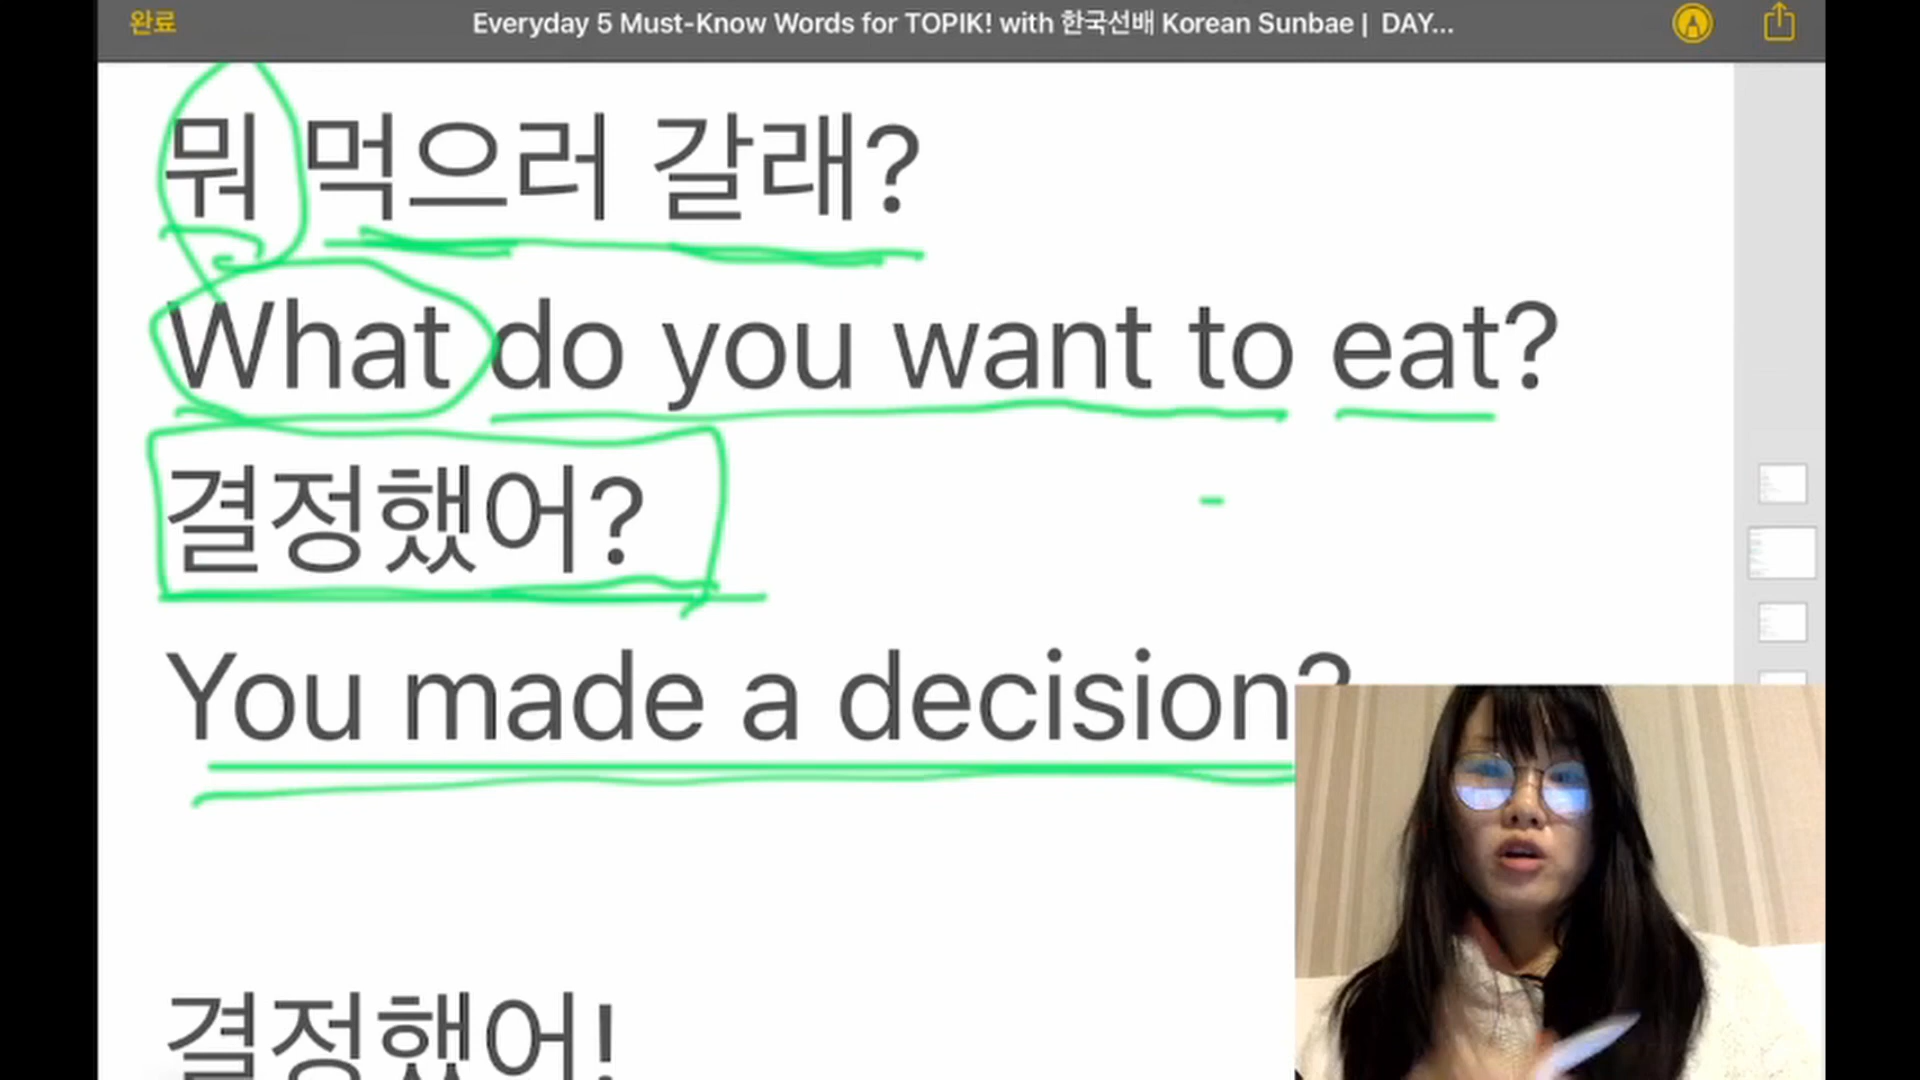 완료
Everyday 5 Must-Know Words for TOPIK! with 한국선배 Korean Sunbae | DAY...
뭐 먹으러 갈래?
What do you want to eat?
결정했어?
You made a decision?
결정했어!